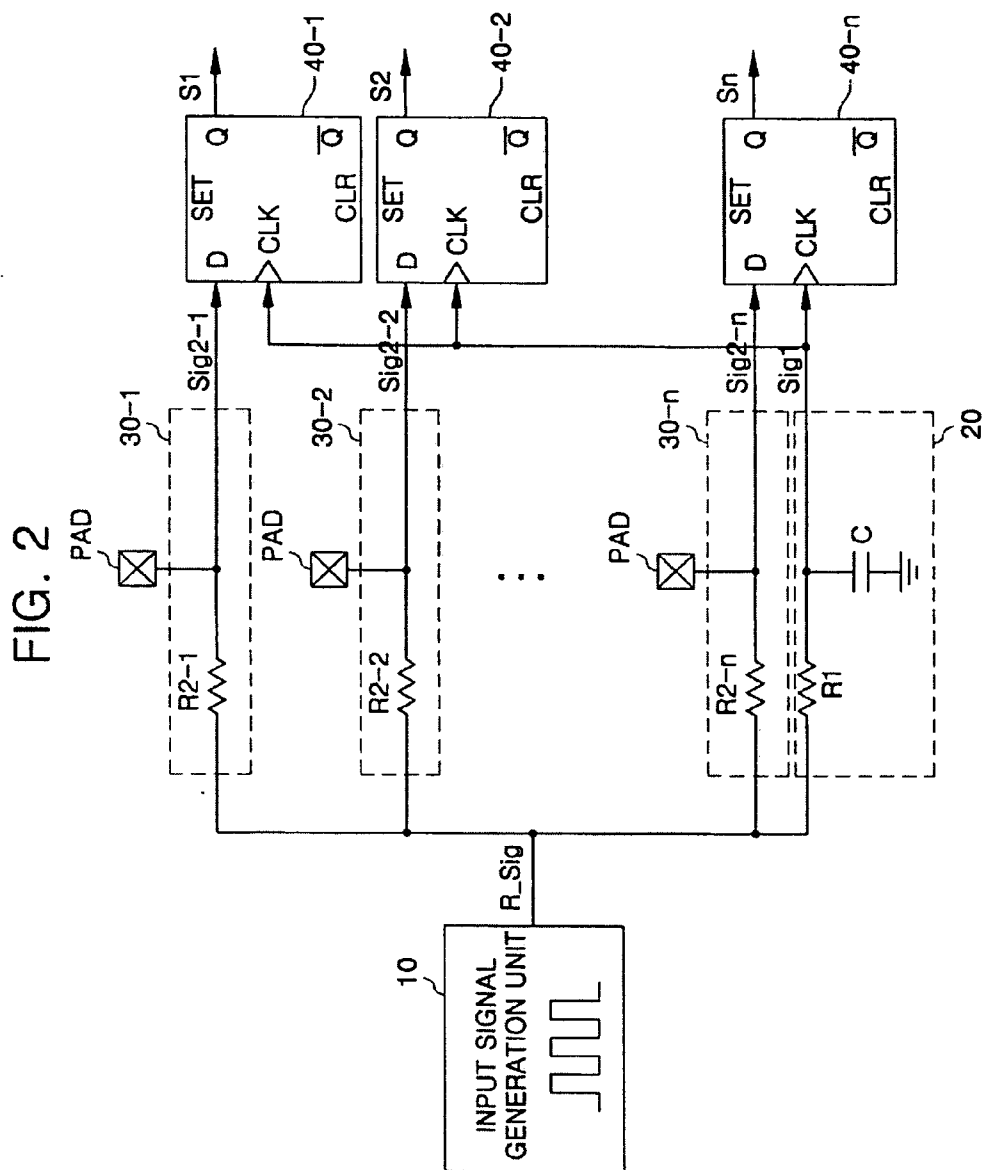 FIG. 2
10
INPUT SIGNAL
GENERATION UNIT
R_Sig
PAD
30-1
R2-1
Sig2-1
D
SET
Q
CLK
CLR
Q
S1
40-1
PAD
30-2
R2-2
Sig2-2
D
SET
Q
CLK
CLR
Q
S2
40-2
...
PAD
30-n
R2-n
Sig2-n
D
SET
Q
CLK
CLR
Q
Sn
40-n
R1
C
Sig1
20